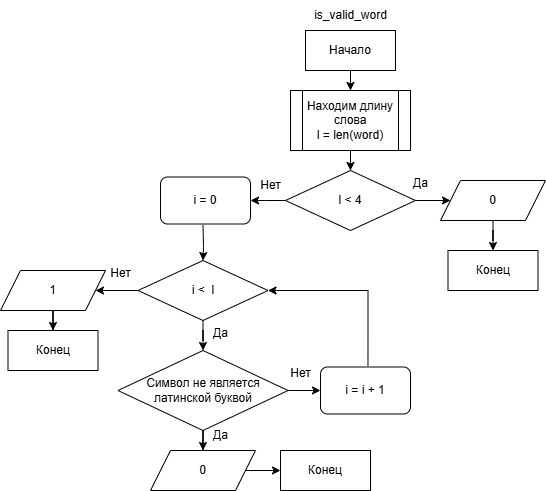 is_valid_word
Начало
Находим длину
слова
l = len(word)
Нет
Да
i = 0
l < 4
0
Конец
Нет
1
i < l
Конец
Да
Символ не является
латинской буквой
Нет
i = i + 1
Да
0
Конец